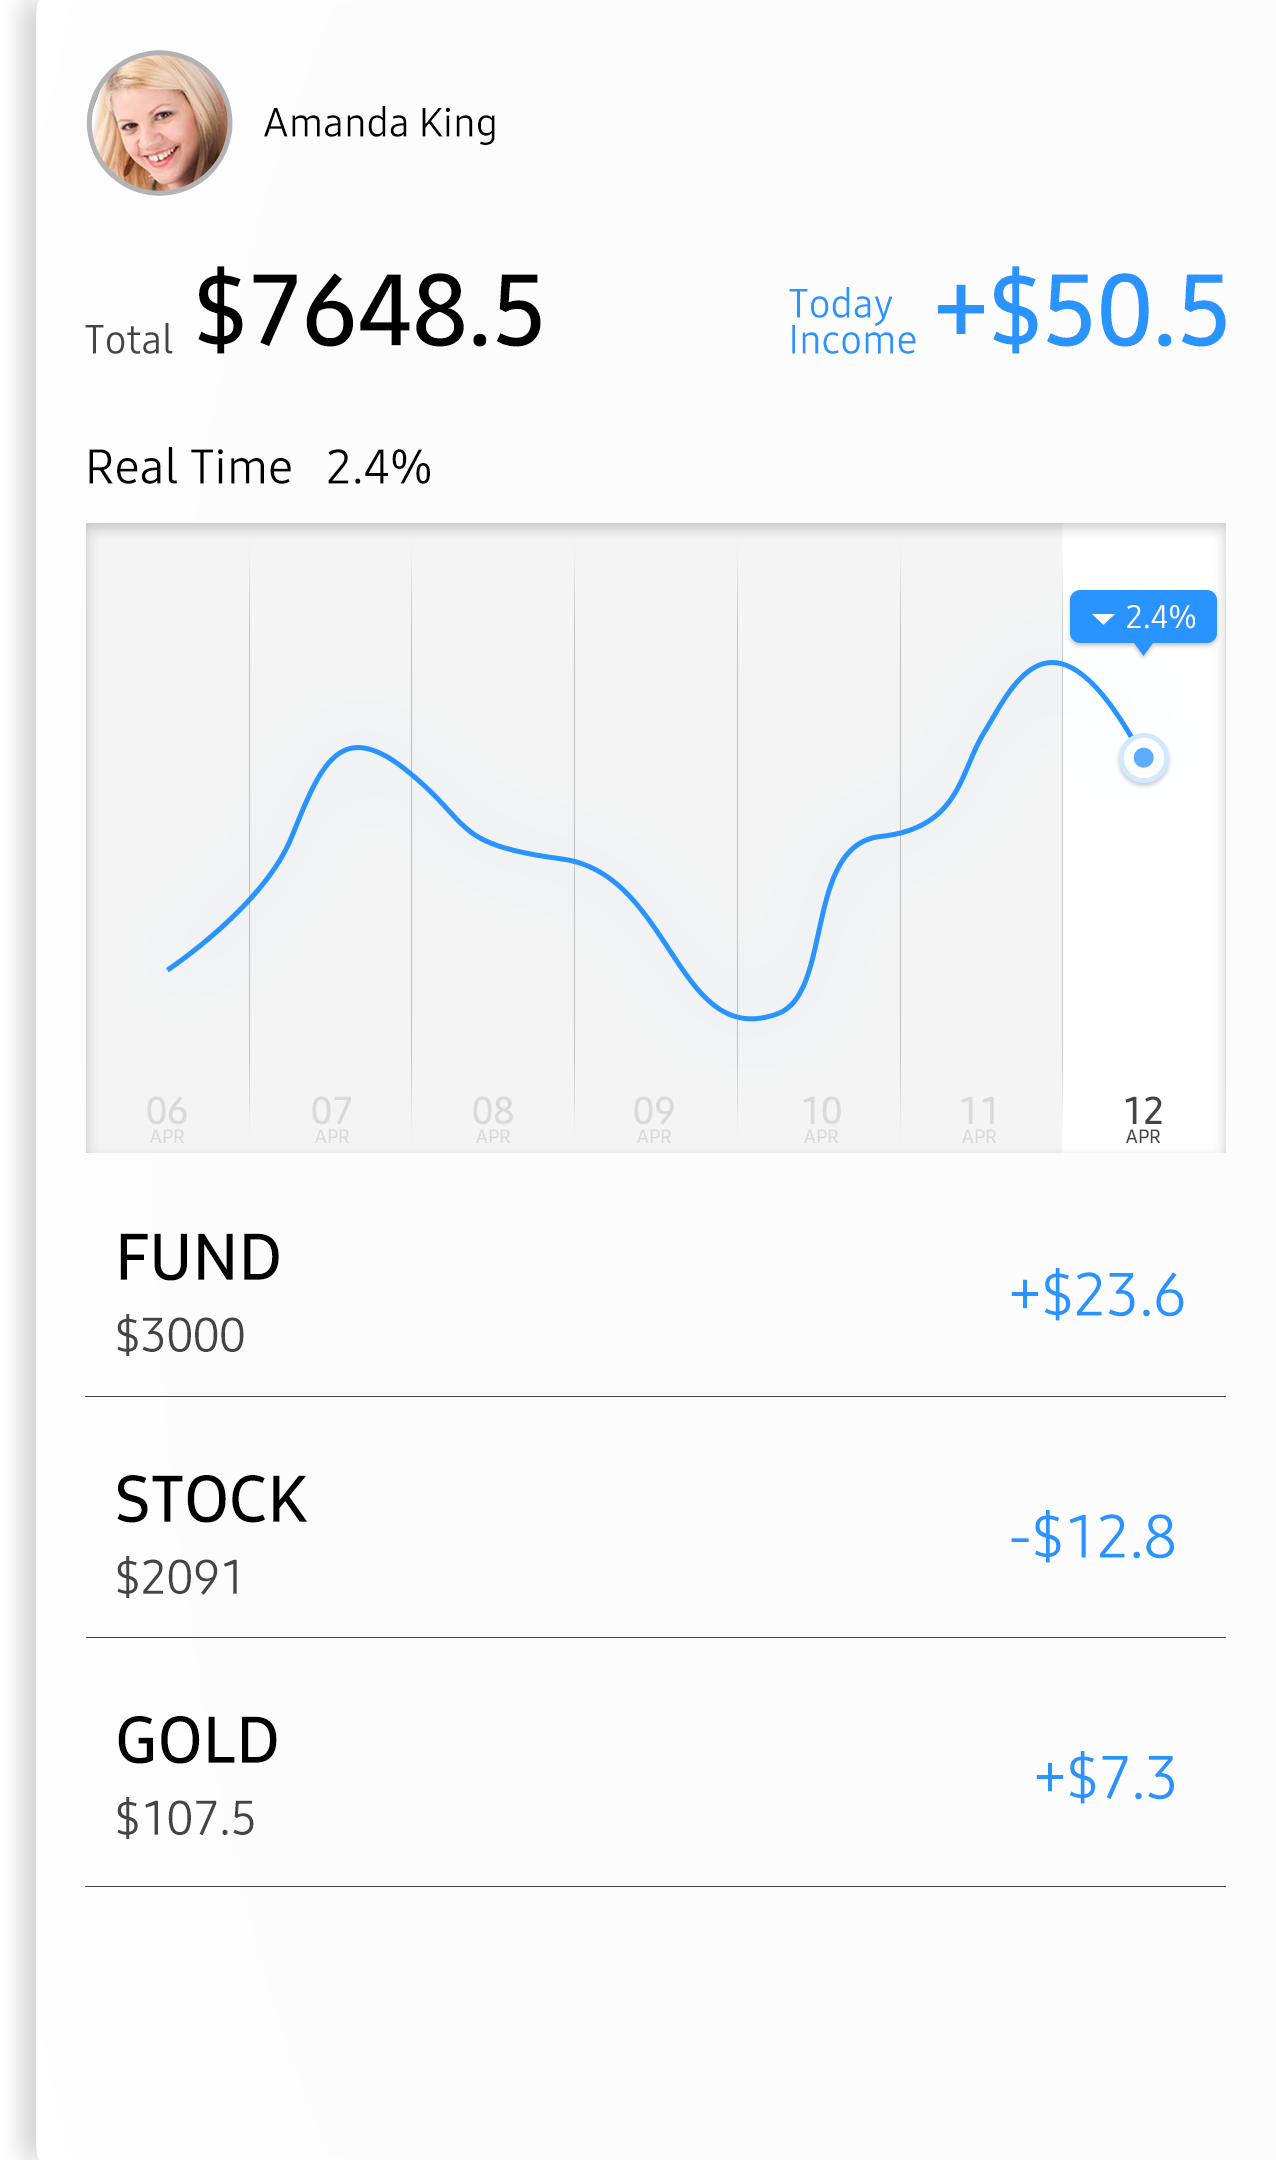 Amanda King
Total $7648.5
Today Income +$50.5
Real Time 2.4%
2.4%
06 07 08 09 10 11 12
APR APR APR APR APR APR APR
FUND
$3000
+$23.6
STOCK
$2091
-$12.8
GOLD
$107.5
+$7.3